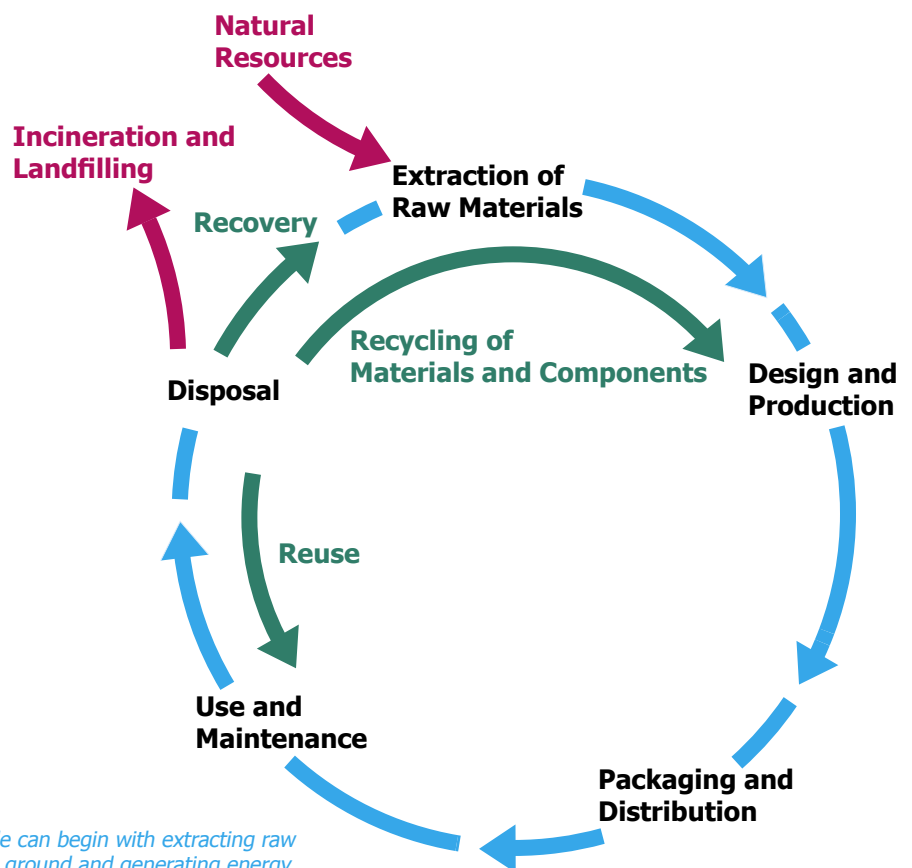 Natural
Resources
Incineration and
Landfilling
Extraction of
Raw Materials
Recovery
Recycling of
Materials and Components
Design and
Production
Disposal
Reuse
Use and
Maintenance
Packaging and
Distribution
can begin with extracting raw
ground and generating energy.